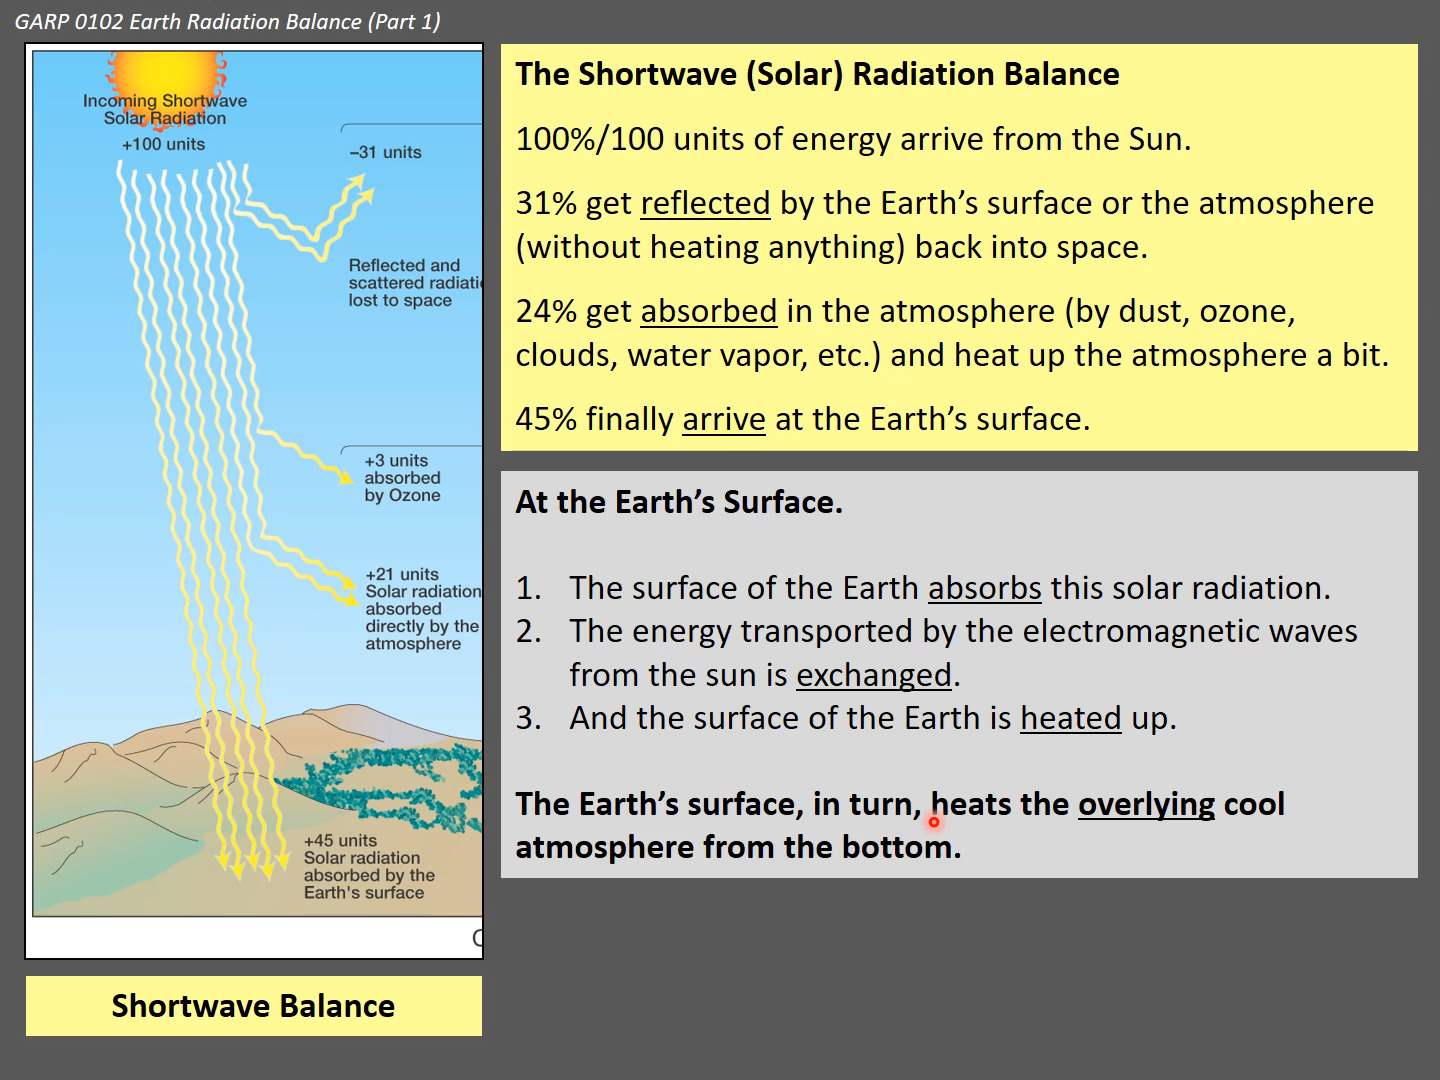 GARP 0102 Earth Radiation Balance (Part 1)
Incoming Shortwave
Solar Radiation
+100 units
–31 units
Reflected and
scattered radiati
lost to space
+3 units
absorbed
by Ozone
+21 units
Solar radiation
absorbed
directly by the
atmosphere
+45 units
Solar radiation
absorbed by the
Earth's surface
Shortwave Balance
The Shortwave (Solar) Radiation Balance
100%/100 units of energy arrive from the Sun.
31% get reflected by the Earth’s surface or the atmosphere
(without heating anything) back into space.
24% get absorbed in the atmosphere (by dust, ozone,
clouds, water vapor, etc.) and heat up the atmosphere a bit.
45% finally arrive at the Earth’s surface.
At the Earth’s Surface.
1. The surface of the Earth absorbs this solar radiation.
2. The energy transported by the electromagnetic waves
from the sun is exchanged.
3. And the surface of the Earth is heated up.
The Earth’s surface, in turn, heats the overlying cool
atmosphere from the bottom.